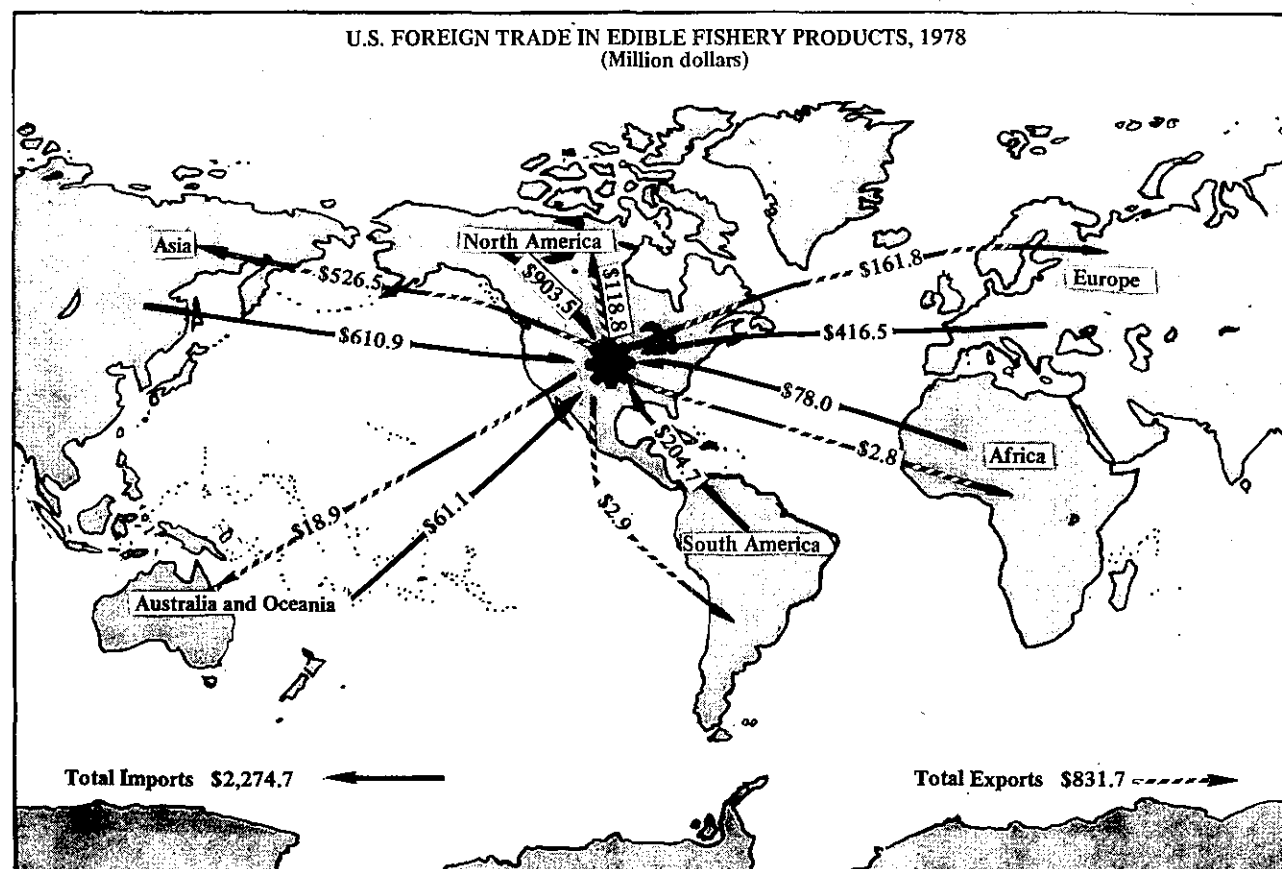 U.S. FOREIGN TRADE IN EDIBLE FISHERY PRODUCTS, 1978
(Million dollars)
Asia
North America
$526.5
$903.5
$118.8
$161.8
Europe
$610.9
$416.5
$78.0
$2.8
Africa
$204.7
$18.9
$61.1
$2.9
South America
Australia and Oceania
Total Imports $2,274.7
Total Exports $831.7